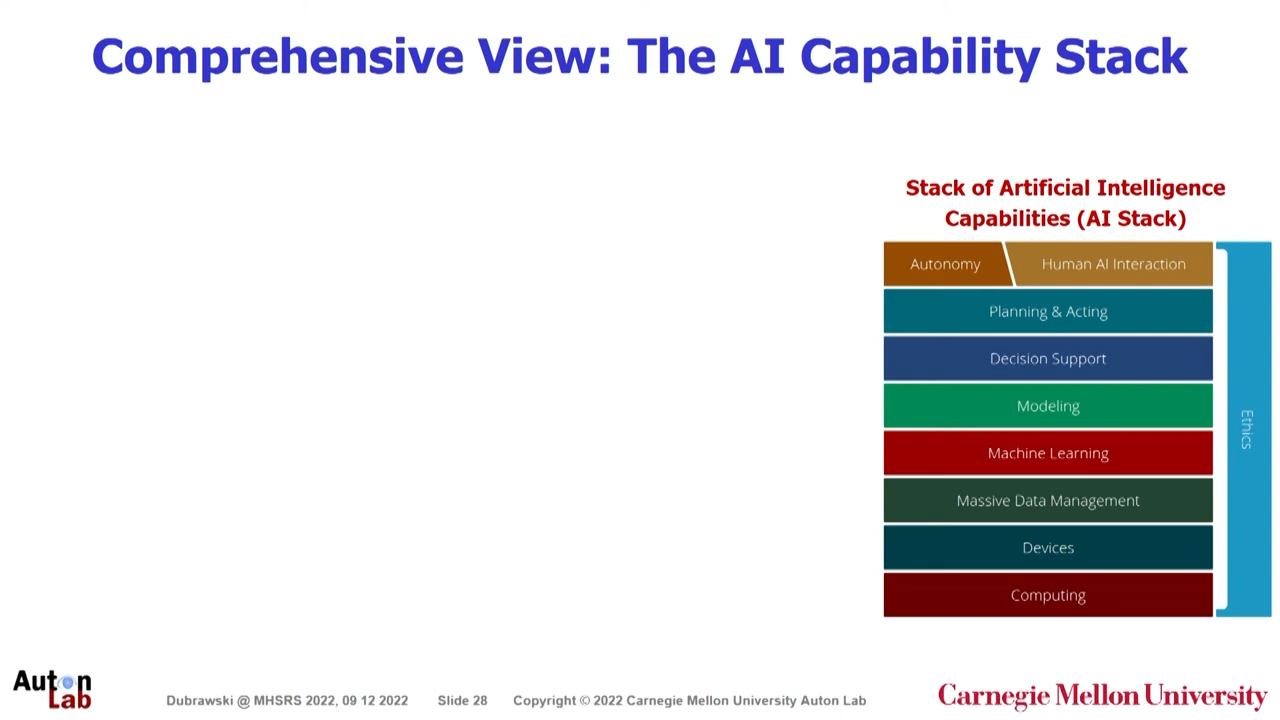 Comprehensive View: The AI Capability Stack
Stack of Artificial Intelligence
Capabilities (AI Stack)
Autonomy
Human AI Interaction
Planning & Acting
Decision Support
Modeling
Machine Learning
Massive Data Management
Devices
Computing
Ethics
Auton
Lab
Dubrawski @ MHSRS 2022, 09 12 2022 Slide 28 Copyright © 2022 Carnegie Mellon University Auton Lab
Carnegie Mellon University